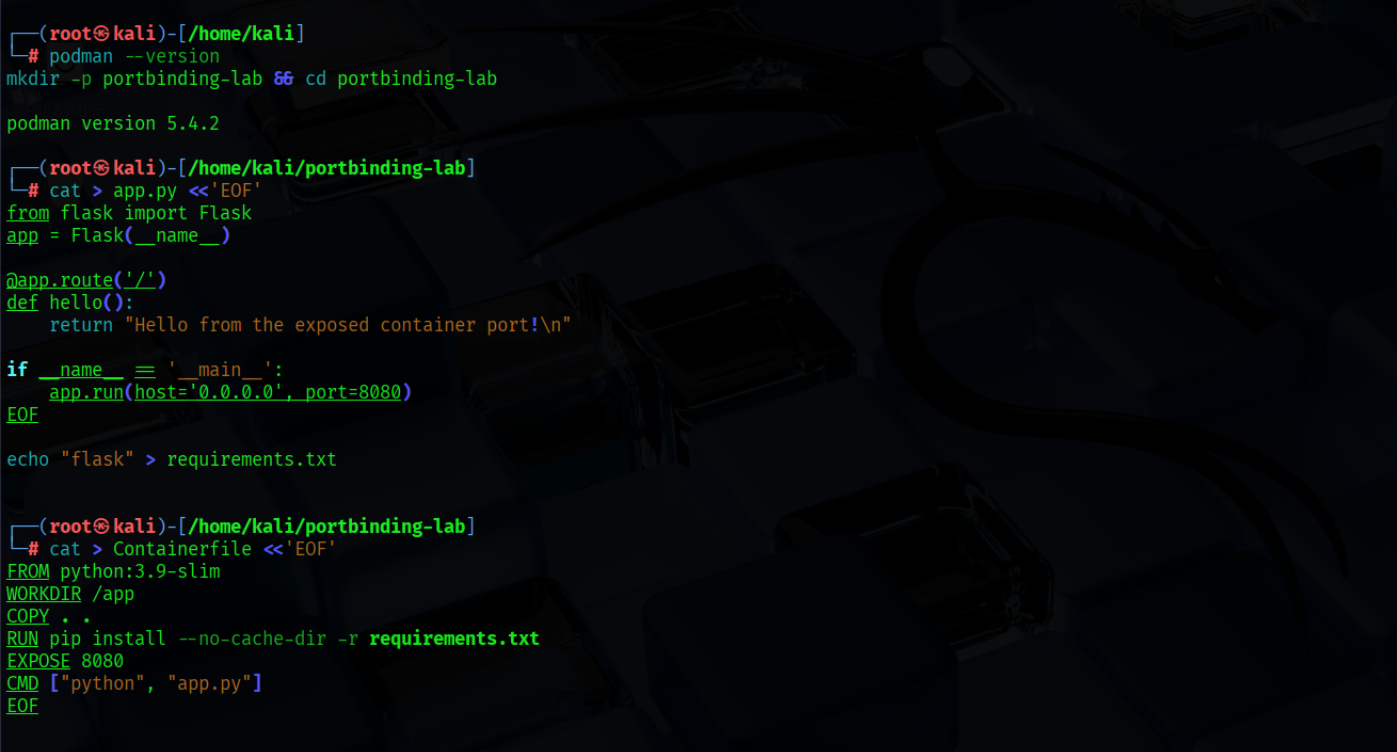 ┌──(root㉿kali)-[/home/kali]
└─# podman --version
mkdir -p portbinding-lab && cd portbinding-lab
podman version 5.4.2
┌──(root㉿kali)-[/home/kali/portbinding-lab]
└─# cat > app.py <<'EOF'
from flask import Flask
app = Flask(__name__)
@app.route('/')
def hello():
    return "Hello from the exposed container port!\n"
if __name__ == '__main__':
    app.run(host='0.0.0.0', port=8080)
EOF
echo "flask" > requirements.txt
┌──(root㉿kali)-[/home/kali/portbinding-lab]
└─# cat > Containerfile <<'EOF'
FROM python:3.9-slim
WORKDIR /app
COPY . .
RUN pip install --no-cache-dir -r requirements.txt
EXPOSE 8080
CMD ["python", "app.py"]
EOF